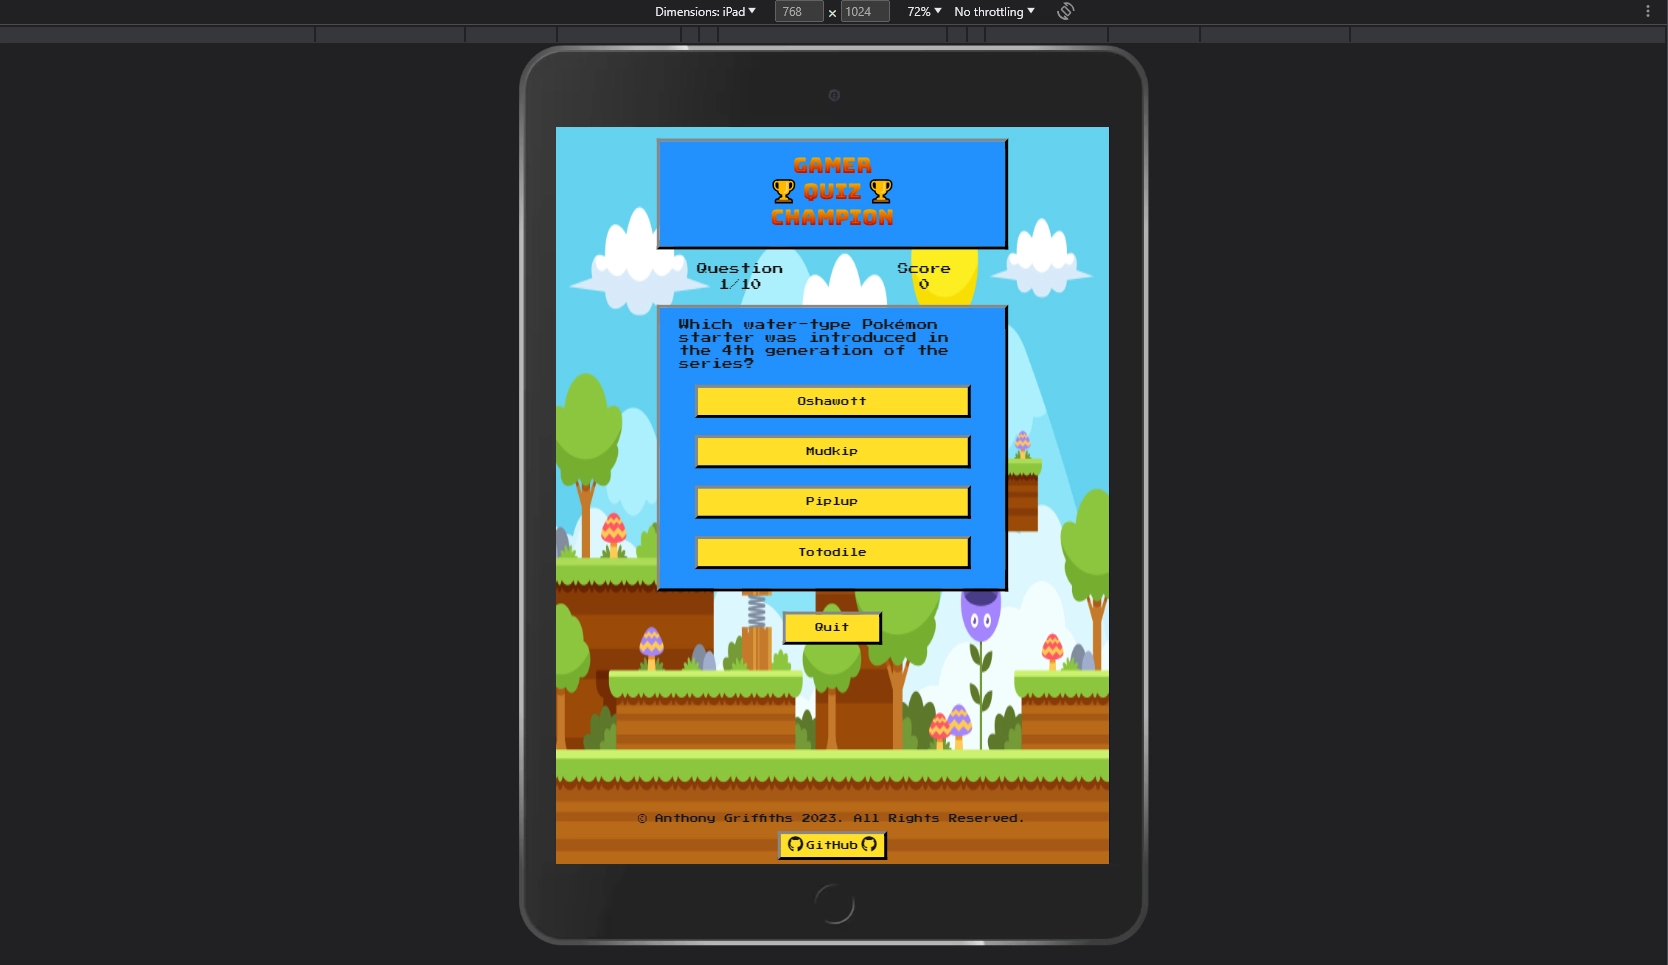 Dimensions: iPad 768 × 1024 72% No throttling
GAMER
QUIZ
CHAMPION
Question Score
1/10 0
Which water-type Pokémon
starter was introduced in
the 4th generation of the
series?
Oshawott
Mudkip
Piplup
Totodile
Quit
© Anthony Griffiths 2023. All Rights Reserved.
GitHub